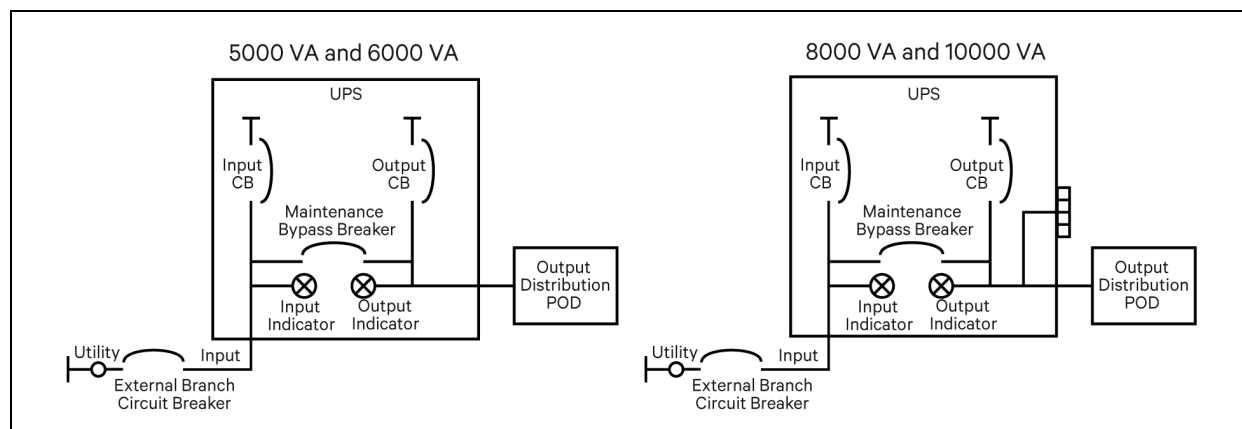 5000 VA and 6000 VA
UPS
Input
CB
Output
CB
Maintenance
Bypass Breaker
Input
Indicator
Output
Indicator
Output
Distribution
POD
Utility
Input
External Branch
Circuit Breaker
8000 VA and 10000 VA
UPS
Input
CB
Output
CB
Maintenance
Bypass Breaker
Input
Indicator
Output
Indicator
Output
Distribution
POD
Utility
Input
External Branch
Circuit Breaker